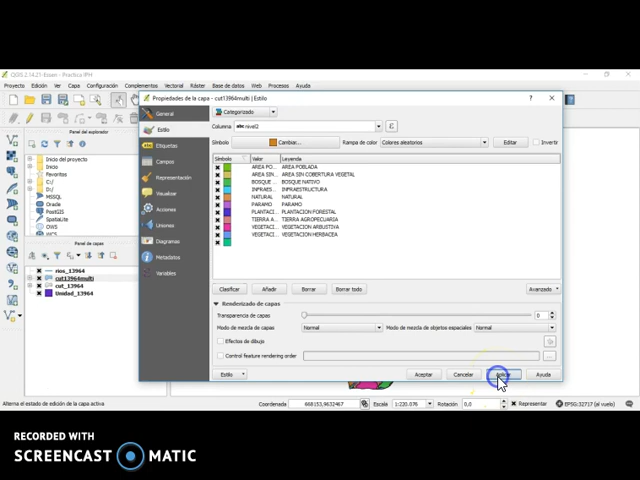 QGIS 2.14.21-Essen - Practica IPH
Proyecto Edición Ver Capa Configuración Complementos Vectorial Ráster Base de datos Web Procesos Ayuda
Propiedades de la capa - cut13964multi | Estilo
General
Estilo
Etiquetas
Campos
Representación
Visualizar
Acciones
Uniones
Diagramas
Metadatos
Variables
Categorizado
Columna abc nivel2
Símbolo Cambiar...
Rampa de color Colores aleatorios Editar Invertir
Símbolo Valor Leyenda
AREA PO... AREA POBLADA
AREA SIN... AREA SIN COBERTURA VEGETAL
BOSQUE ... BOSQUE NATIVO
INFRAES... INFRAESTRUCTURA
NATURAL NATURAL
PARAMO PARAMO
PLANTACI... PLANTACION FORESTAL
TIERRA A... TIERRA AGROPECUARIA
VEGETACI... VEGETACION ARBUSTIVA
VEGETACI... VEGETACION HERBACEA
Clasificar Añadir Borrar Borrar todo Avanzado
Renderizado de capas
Transparencia de capas 0
Modo de mezcla de capas Normal Modo de mezcla de objetos espaciales Normal
Efectos de dibujo
Control feature rendering order
Estilo Aceptar Cancelar Aplicar Ayuda
Panel del explorador
Inicio del proyecto
Inicio
Favoritos
C:/
D:/
MSSQL
Oracle
PostGIS
SpatiaLite
OWS
WCS
Panel de capas
rios_13964
cut13964multi
cut_13964
Unidad_13964
Alterna el estado de edición de la capa activa
Coordenada 668153,9632467 Escala 1:220.076 Rotación 0,0 Representar EPSG:32717 (al vuelo)
RECORDED WITH
SCREENCAST MATIC